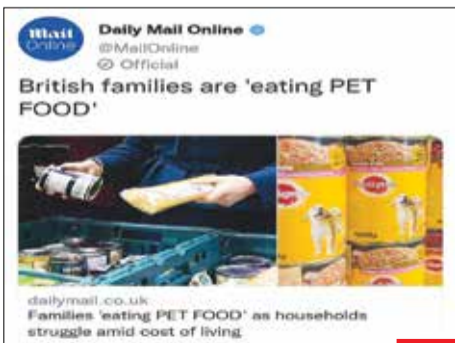 Mail
Online
Daily Mail Online
@MailOnline
Official
British families are 'eating PET
FOOD'
dailymail.co.uk
Families 'eating PET FOOD' as households
struggle amid cost of living